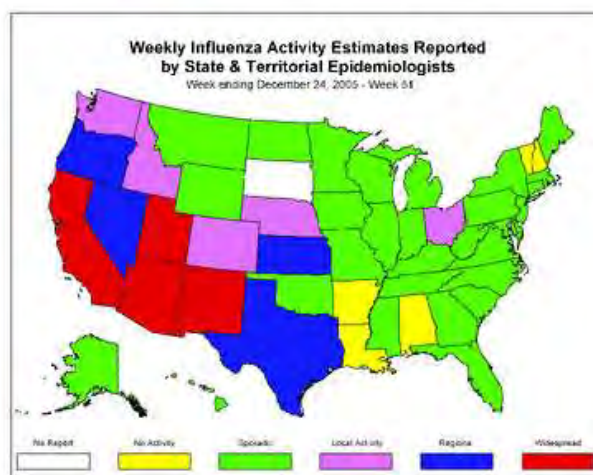 Weekly Influenza Activity Estimates Reported
by State & Territorial Epidemiologists
Week ending December 24, 2005 - Week 51
No Report
No Activity
Sporadic
Local Activity
Regional
Widespread